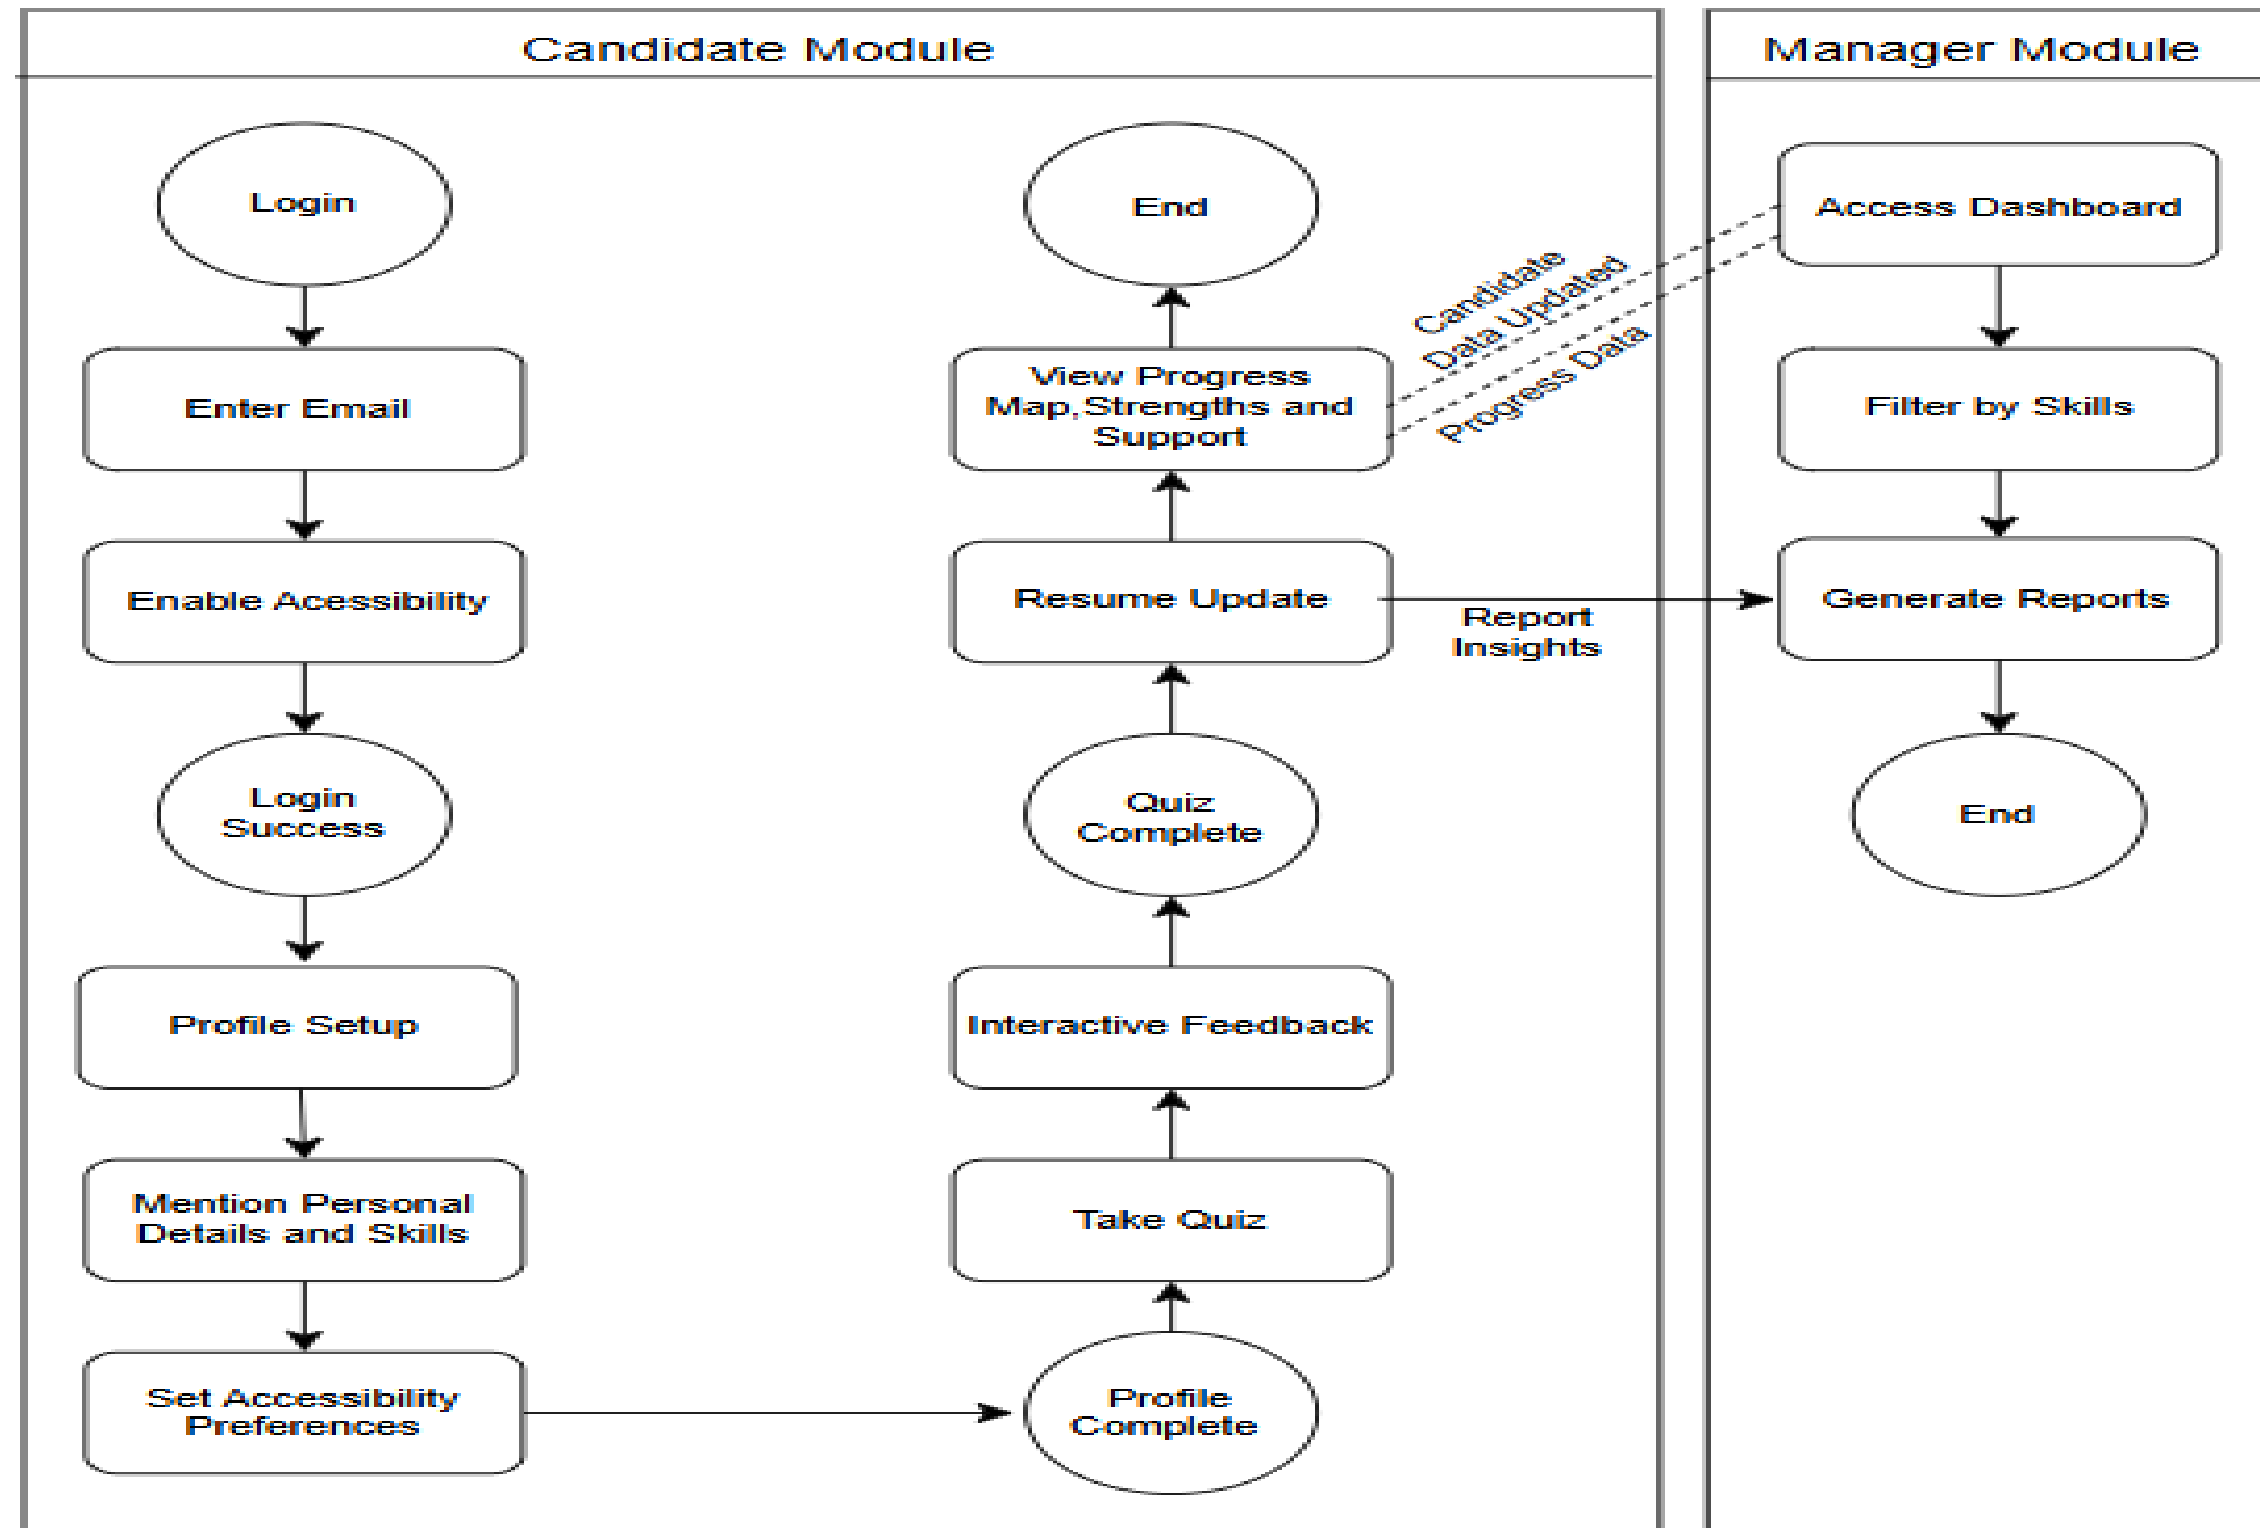 Candidate Module
Login
Enter Email
Enable Acessibility
Login
Success
Profile Setup
Mention Personal
Details and Skills
Set Accessibility
Preferences
Profile
Complete
Take Quiz
Interactive Feedback
Quiz
Complete
Resume Update
View Progress
Map,Strengths and
Support
End
Candidate
Data Updated
Progress Data
Report
Insights
Manager Module
Access Dashboard
Filter by Skills
Generate Reports
End